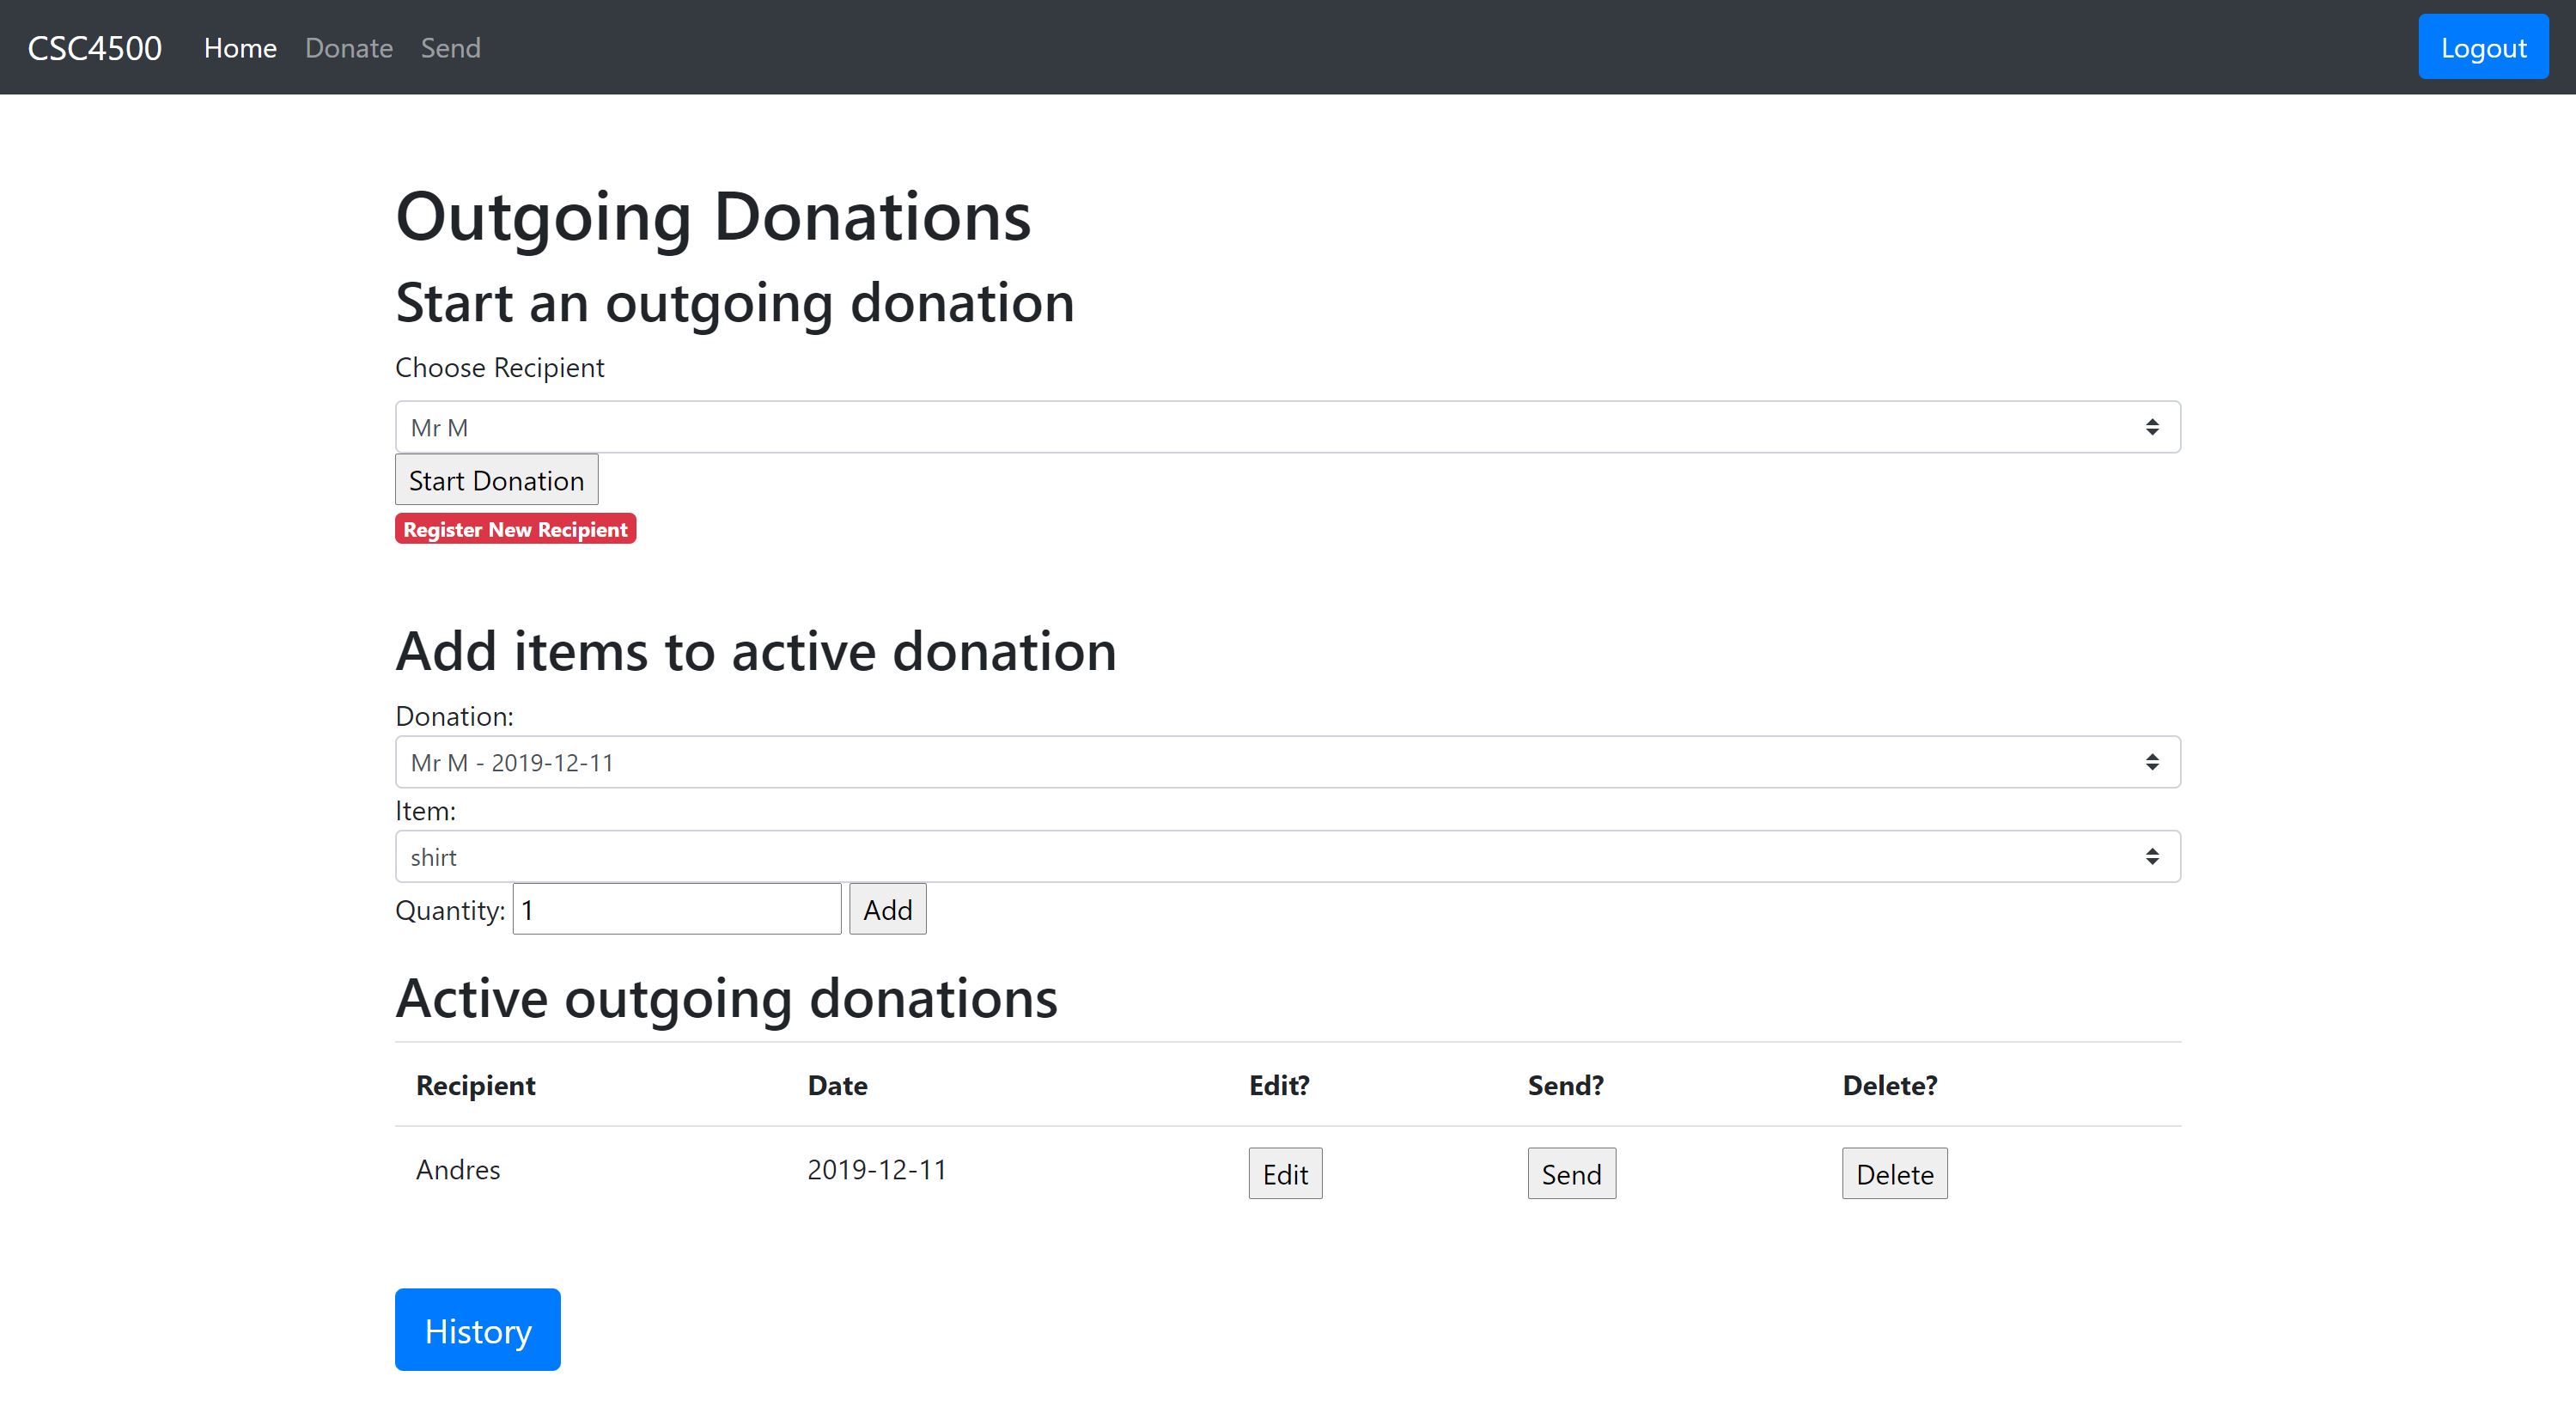 CSC4500 Home Donate Send Logout
Outgoing Donations
Start an outgoing donation
Choose Recipient
Mr M
Start Donation
Register New Recipient
Add items to active donation
Donation:
Mr M - 2019-12-11
Item:
shirt
Quantity: 1 Add
Active outgoing donations
Recipient Date Edit? Send? Delete?
Andres 2019-12-11 Edit Send Delete
History